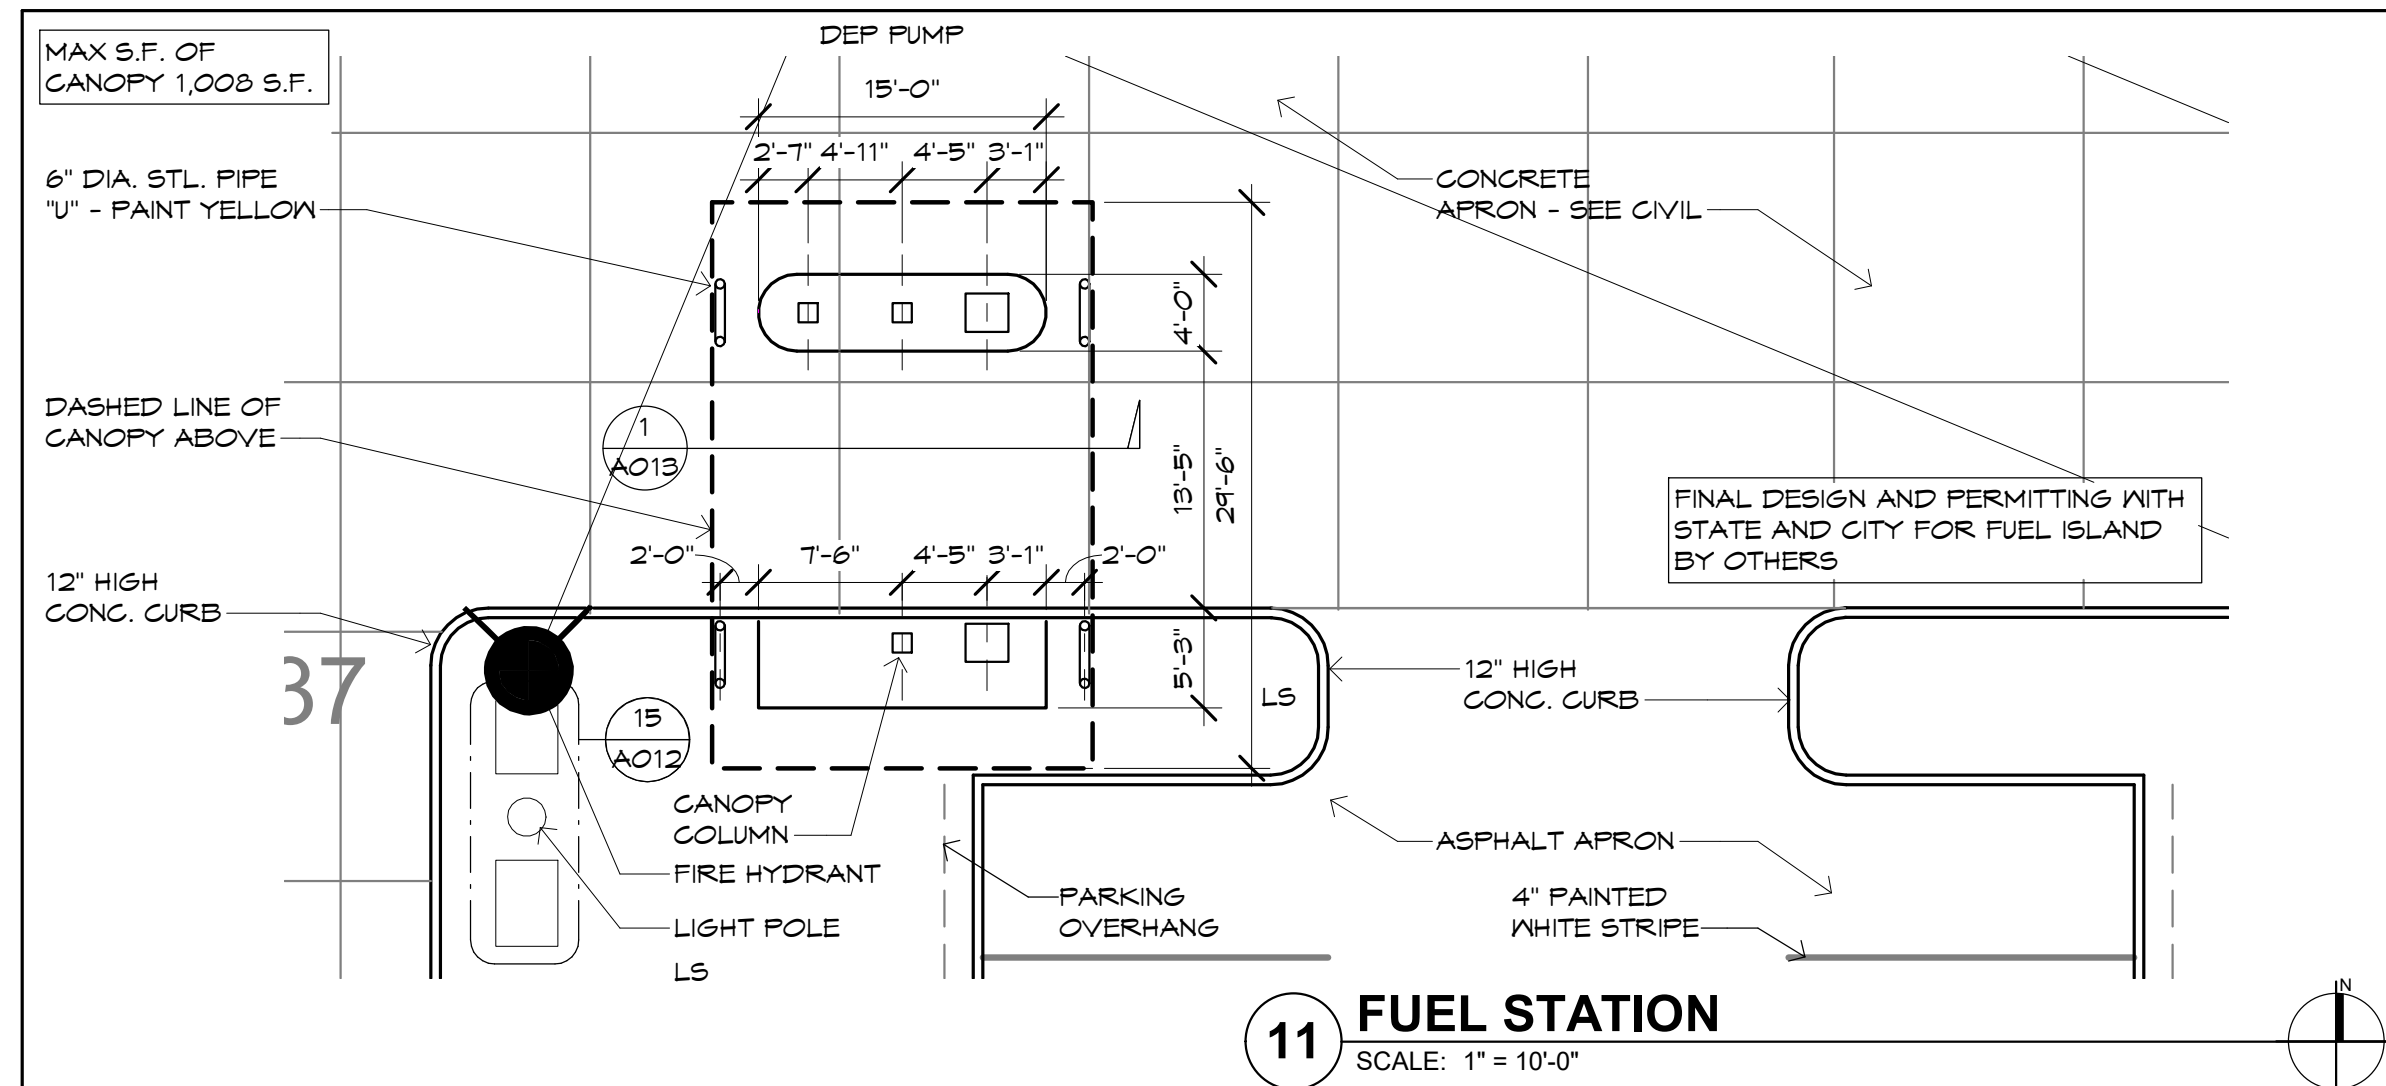 DEP PUMP
MAX S.F. OF
CANOPY 1,008 S.F.
15'-0"
2'-7" 4'-11" 4'-5" 3'-1"
6" DIA. STL. PIPE
"U" - PAINT YELLOW
CONCRETE
APRON - SEE CIVIL
4'-0"
DASHED LINE OF
CANOPY ABOVE
1
A013
13'-5"
29'-6"
FINAL DESIGN AND PERMITTING WITH
STATE AND CITY FOR FUEL ISLAND
BY OTHERS
2'-0" 7'-6" 4'-5" 3'-1" 2'-0"
12" HIGH
CONC. CURB
37
5'-3"
LS
12" HIGH
CONC. CURB
15
A012
CANOPY
COLUMN
FIRE HYDRANT
LIGHT POLE
LS
PARKING
OVERHANG
ASPHALT APRON
4" PAINTED
WHITE STRIPE
11
FUEL STATION
SCALE: 1" = 10'-0"
N